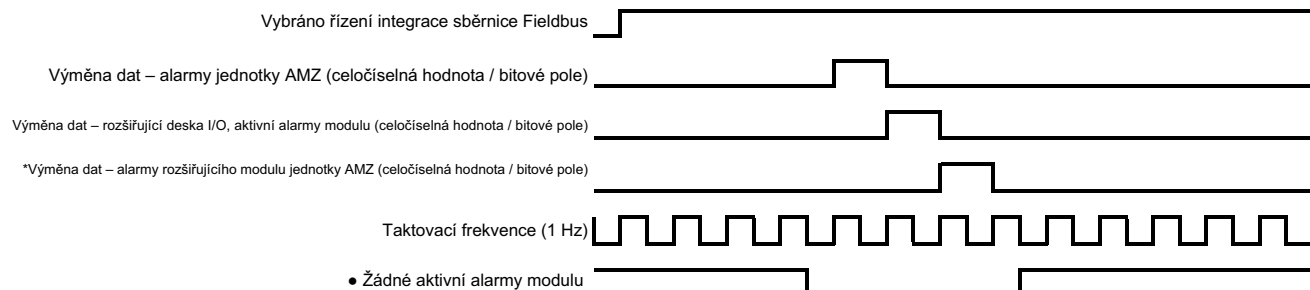 Vybráno řízení integrace sběrnice Fieldbus
Výměna dat – alarmy jednotky AMZ (celočíselná hodnota / bitové pole)
Výměna dat – rozšiřující deska I/O, aktivní alarmy modulu (celočíselná hodnota / bitové pole)
*Výměna dat – alarmy rozšiřujícího modulu jednotky AMZ (celočíselná hodnota / bitové pole)
Taktovací frekvence (1 Hz)
● Žádné aktivní alarmy modulu